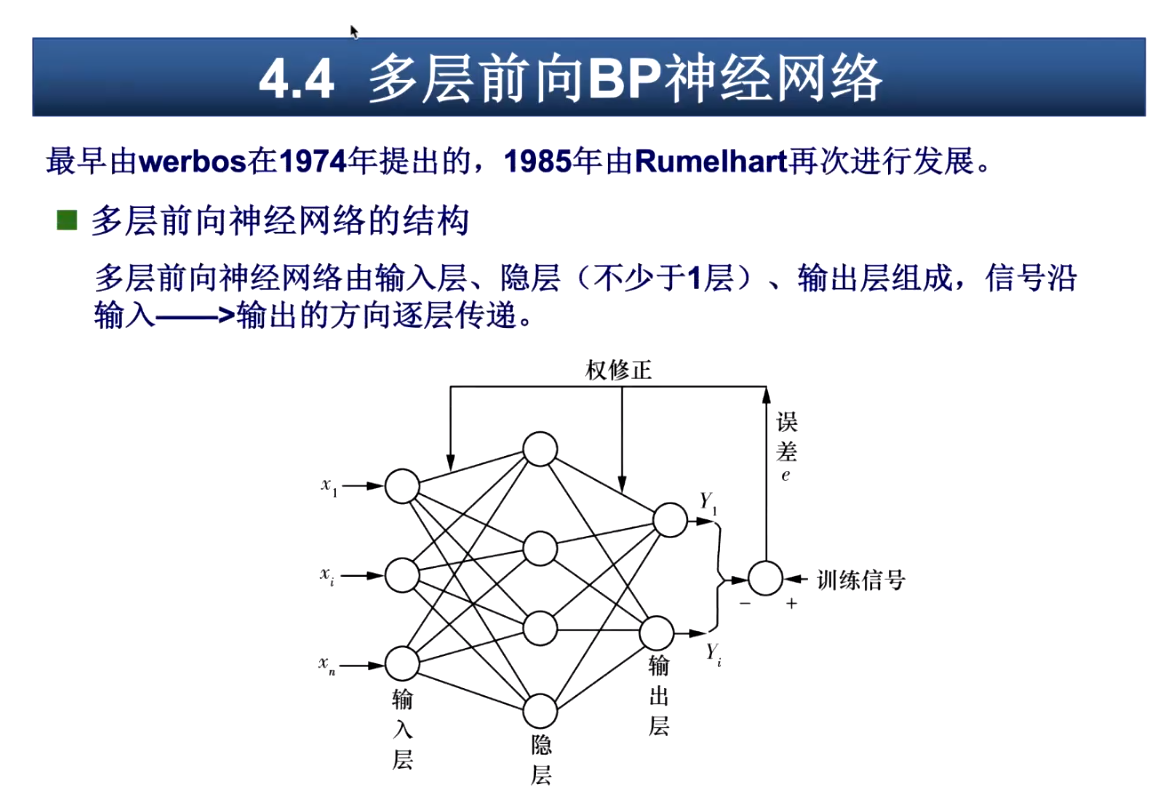 4.4 多层前向BP神经网络
最早由werbos在1974年提出的，1985年由Rumelhart再次进行发展。
多层前向神经网络的结构
多层前向神经网络由输入层、隐层（不少于1层）、输出层组成，信号沿
输入——>输出的方向逐层传递。
权修正
误差e
x1
Y1
xi
训练信号
− +
xn
Yi
输入层
隐层
输出层